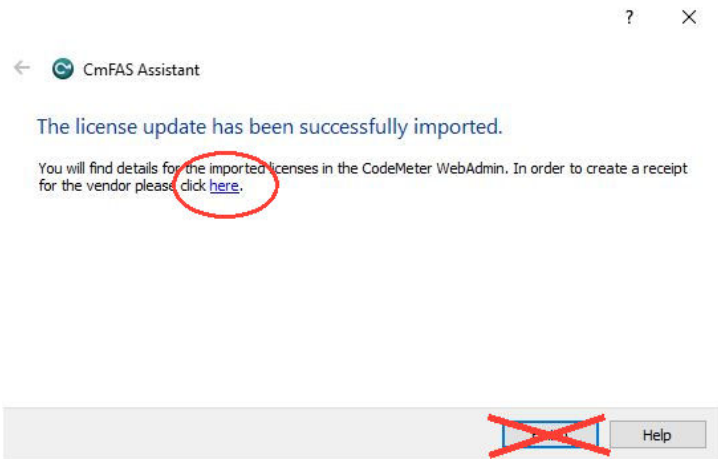 ?
CmFAS Assistant
The license update has been successfully imported.
You will find details for the imported licenses in the CodeMeter WebAdmin. In order to create a receipt
for the vendor please click here.
Help